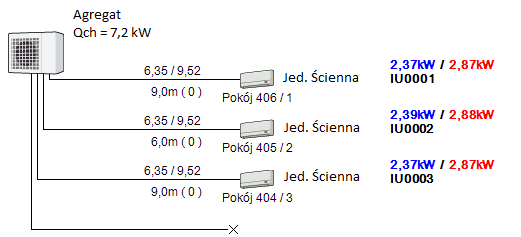 Agregat
Qch = 7,2 kW
6,35 / 9,52
9,0m ( 0 )
Jed. Ścienna
Pokój 406 / 1
2,37kW / 2,87kW
IU0001
6,35 / 9,52
6,0m ( 0 )
Jed. Ścienna
Pokój 405 / 2
2,39kW / 2,88kW
IU0002
6,35 / 9,52
9,0m ( 0 )
Jed. Ścienna
Pokój 404 / 3
2,37kW / 2,87kW
IU0003